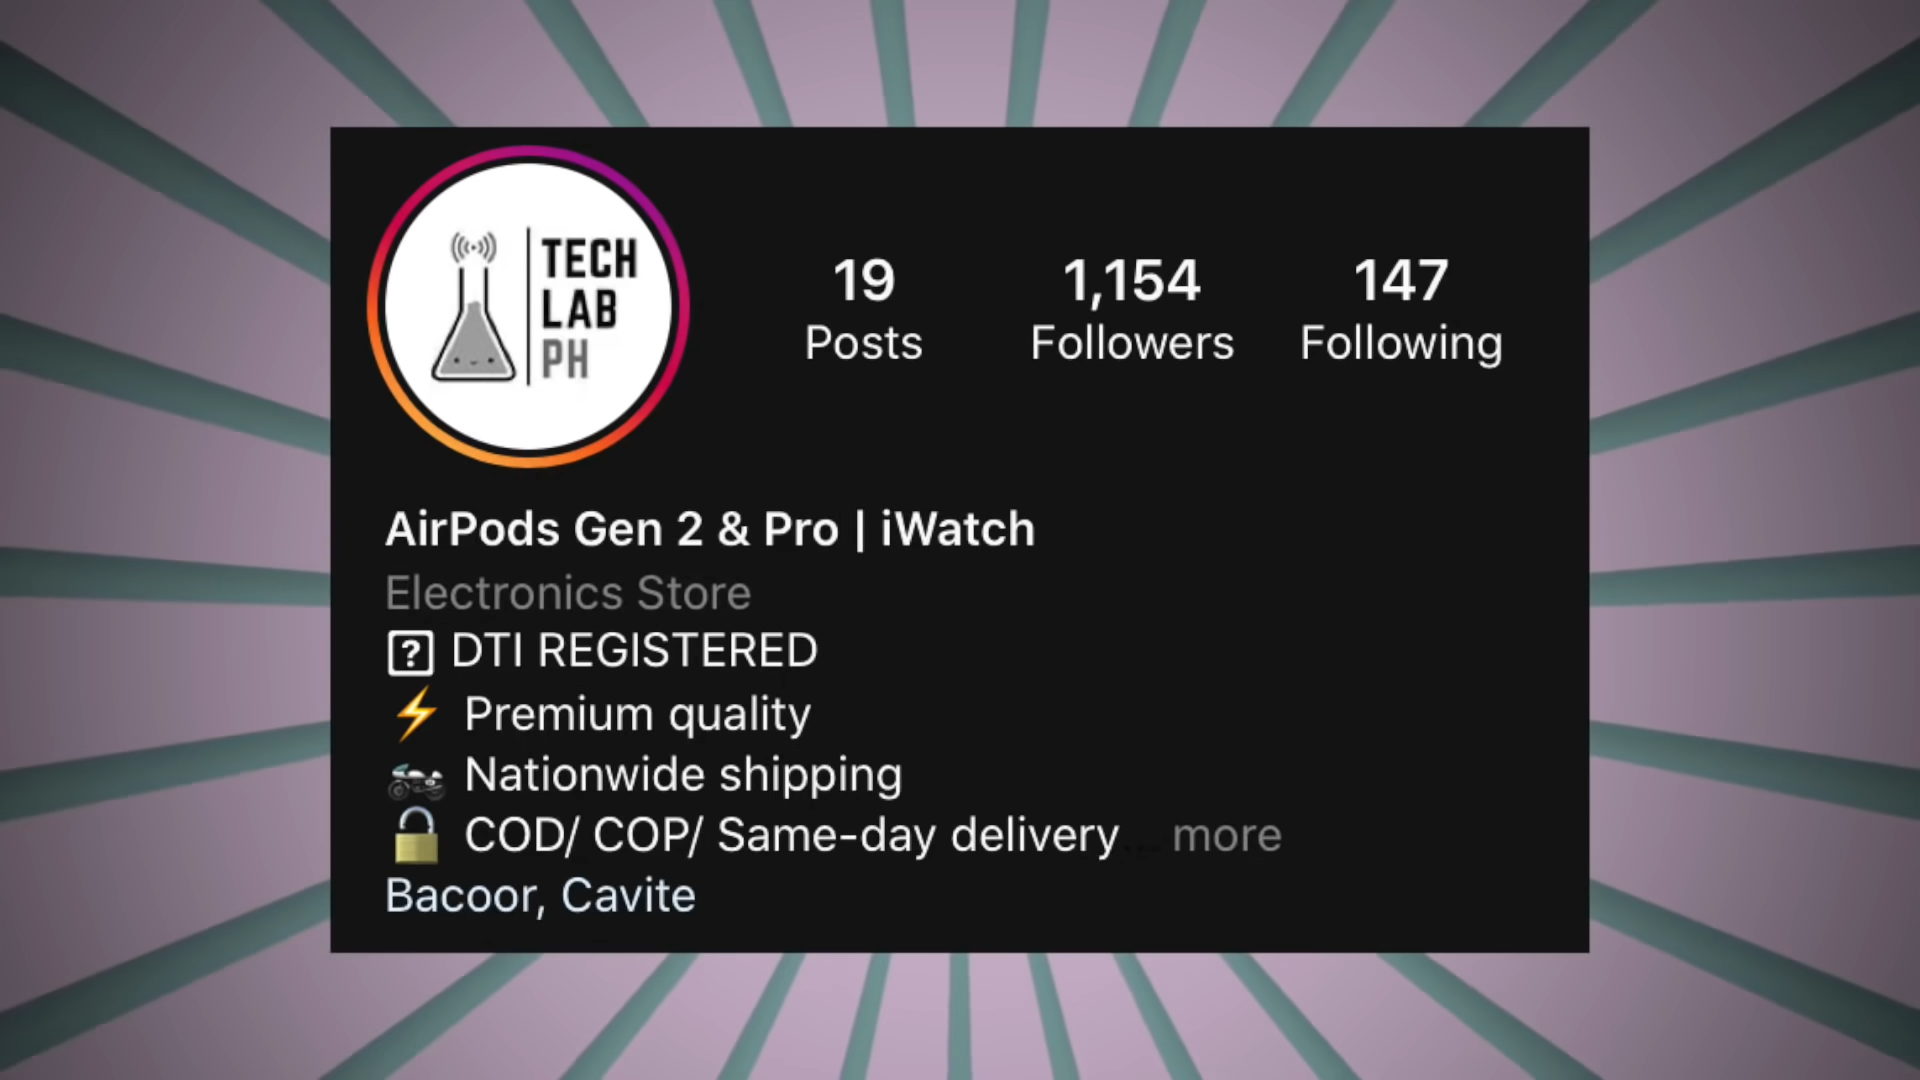 TECH
LAB
PH
19
Posts
1,154
Followers
147
Following
AirPods Gen 2 & Pro | iWatch
Electronics Store
DTI REGISTERED
⚡ Premium quality
🏍 Nationwide shipping
🔓 COD/ COP/ Same-day delivery... more
Bacoor, Cavite